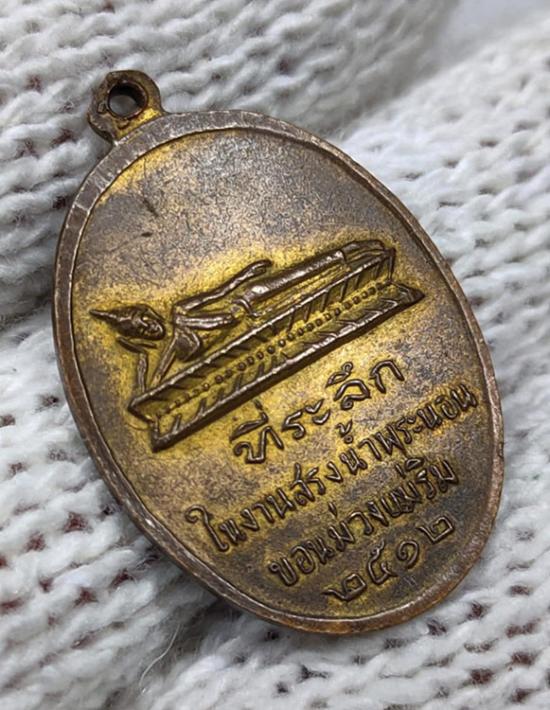 ที่ระลึก
ในงานสรงน้ำพระนอน
ขอนม่วงแม่ริม
๒๕๑๒